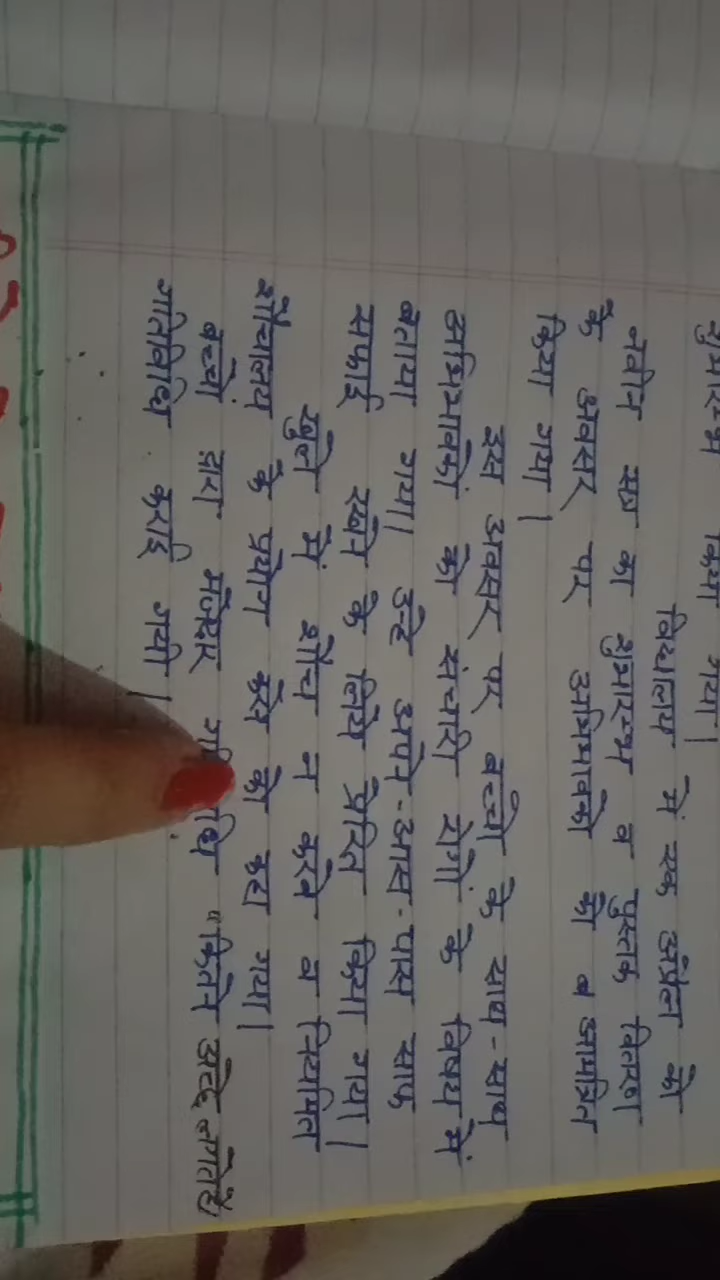 शुभारम्भ किया गया।
विद्यालय में एक अप्रैल को
नवीन सत्र का शुभारम्भ व पुस्तक वितरण
के अवसर पर अभिभावको को व आमंत्रित
किया गया।
इस अवसर पर बच्चो के साथ-साथ
अभिभावकों को संचारी रोगों के विषय में
बताया गया। उन्हे अपने-आस-पास साफ
सफाई रखने के लिये प्रेरित किया गया।
खुले में शौच न करने व नियमित
शौचालय के प्रयोग करने को कहा गया।
बच्चों द्वारा मॅण्डर "कितने अच्छे लगते हैं
गतिविधि कराई गयी।